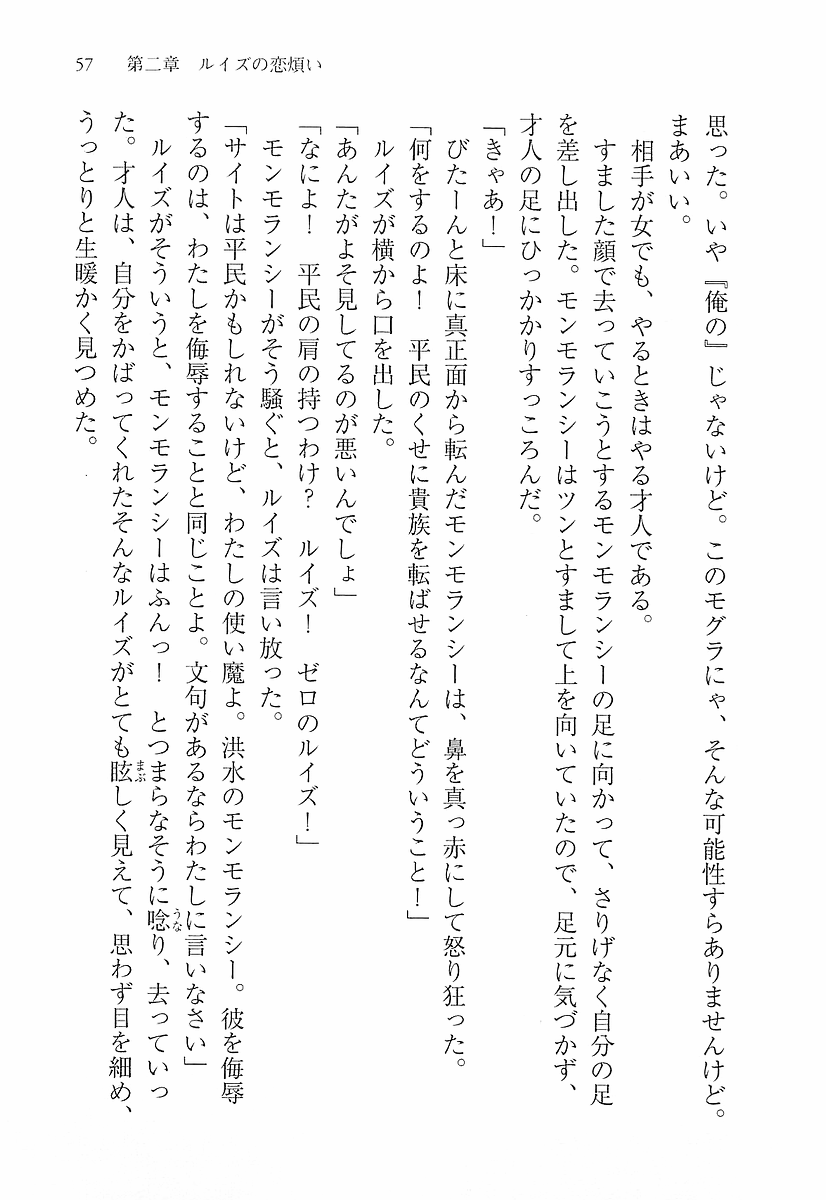 57　第二章　ルイズの恋煩い
思った。いや『俺の』じゃないけど。このモグラにゃ、そんな可能性すらありませんけど。
まあいい。
　相手が女でも、やるときはやる才人である。
　すました顔で去っていこうとするモンモランシーの足に向かって、さりげなく自分の足
を差し出した。モンモランシーはツンとすまして上を向いていたので、足元に気づかず、
才人の足にひっかかりすっころんだ。
「きゃあ！」
　びたーんと床に真正面から転んだモンモランシーは、鼻を真っ赤にして怒り狂った。
「何をするのよ！　平民のくせに貴族を転ばせるなんてどういうこと！」
　ルイズが横から口を出した。
「あんたがよそ見してるのが悪いんでしょ」
「なによ！　平民の肩の持つわけ？　ルイズ！　ゼロのルイズ！」
　モンモランシーがそう騒ぐと、ルイズは言い放った。
「サイトは平民かもしれないけど、わたしの使い魔よ。洪水のモンモランシー。彼を侮辱
するのは、わたしを侮辱することと同じことよ。文句があるならわたしに言いなさい」
　ルイズがそういうと、モンモランシーはふんっ！　とつまらなそうに唸うなり、去っていっ
た。才人は、自分をかばってくれたそんなルイズがとても眩まぶしく見えて、思わず目を細め、
うっとりと生暖かく見つめた。